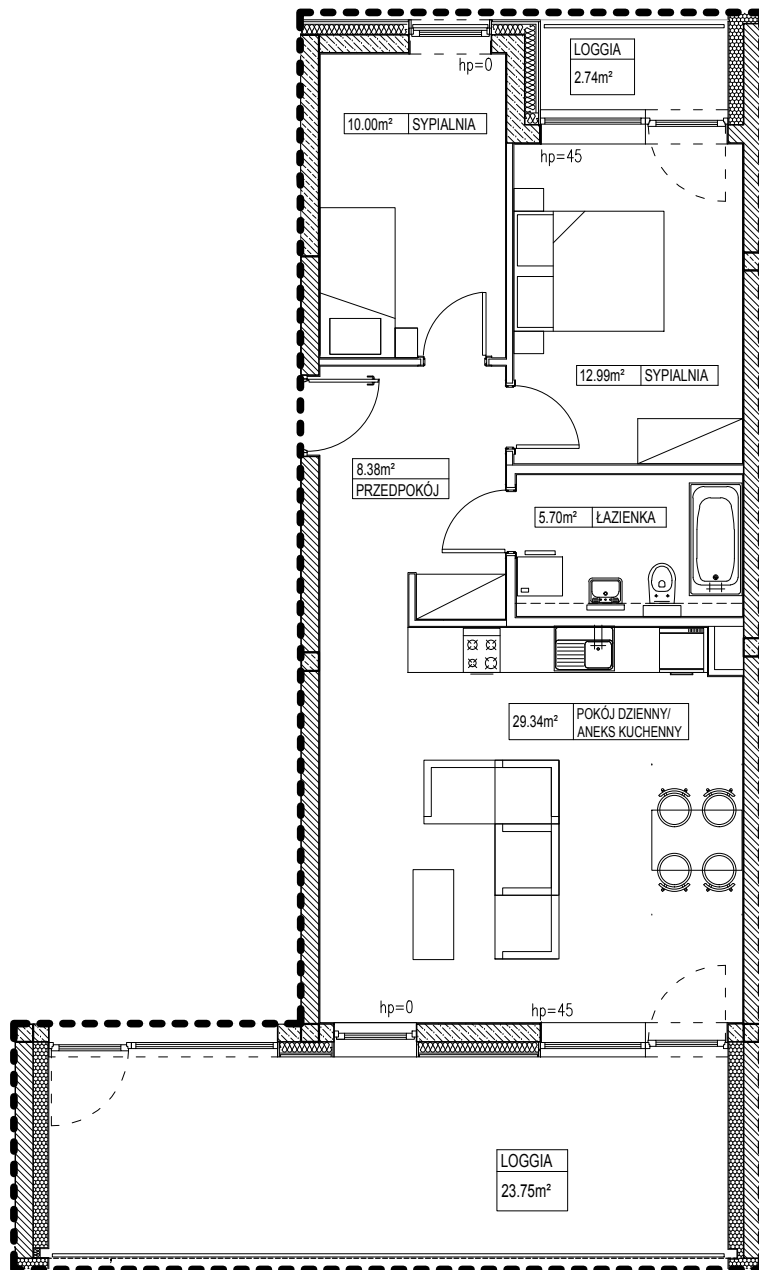 LOGGIA
2.74m²
hp=0
10.00m² SYPIALNIA
hp=45
12.99m² SYPIALNIA
8.38m²
PRZEDPOKÓJ
5.70m² ŁAZIENKA
29.34m² POKÓJ DZIENNY/
ANEKS KUCHENNY
hp=0
hp=45
LOGGIA
23.75m²